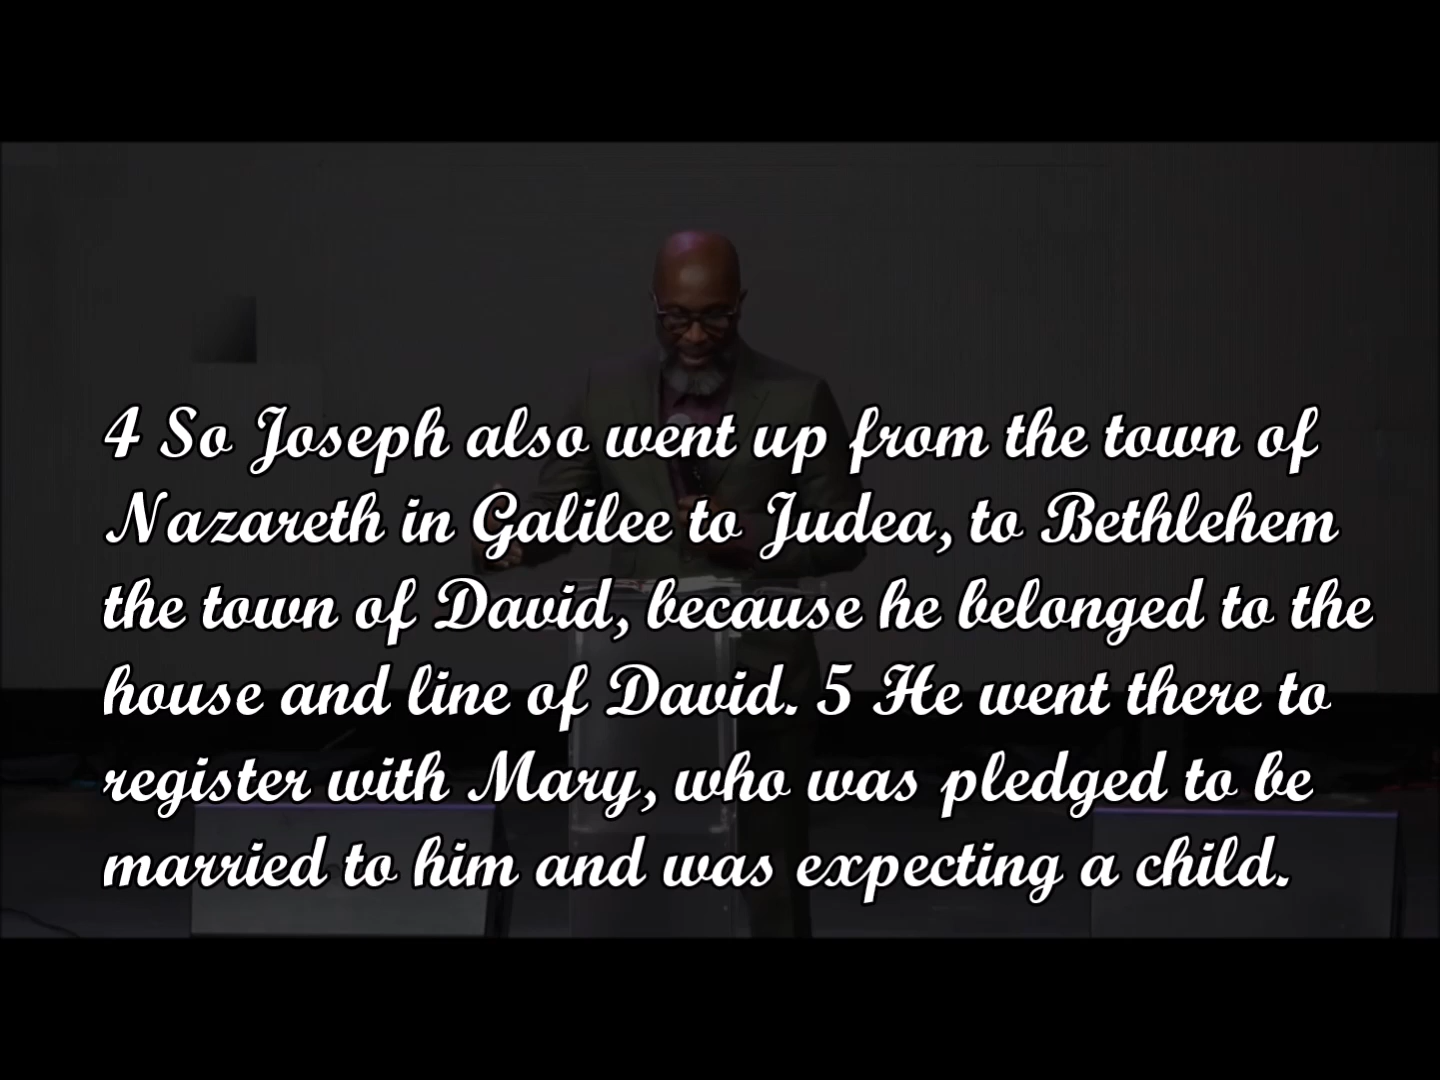 4 So Joseph also went up from the town of
Nazareth in Galilee to Judea, to Bethlehem
the town of David, because he belonged to the
house and line of David. 5 He went there to
register with Mary, who was pledged to be
married to him and was expecting a child.